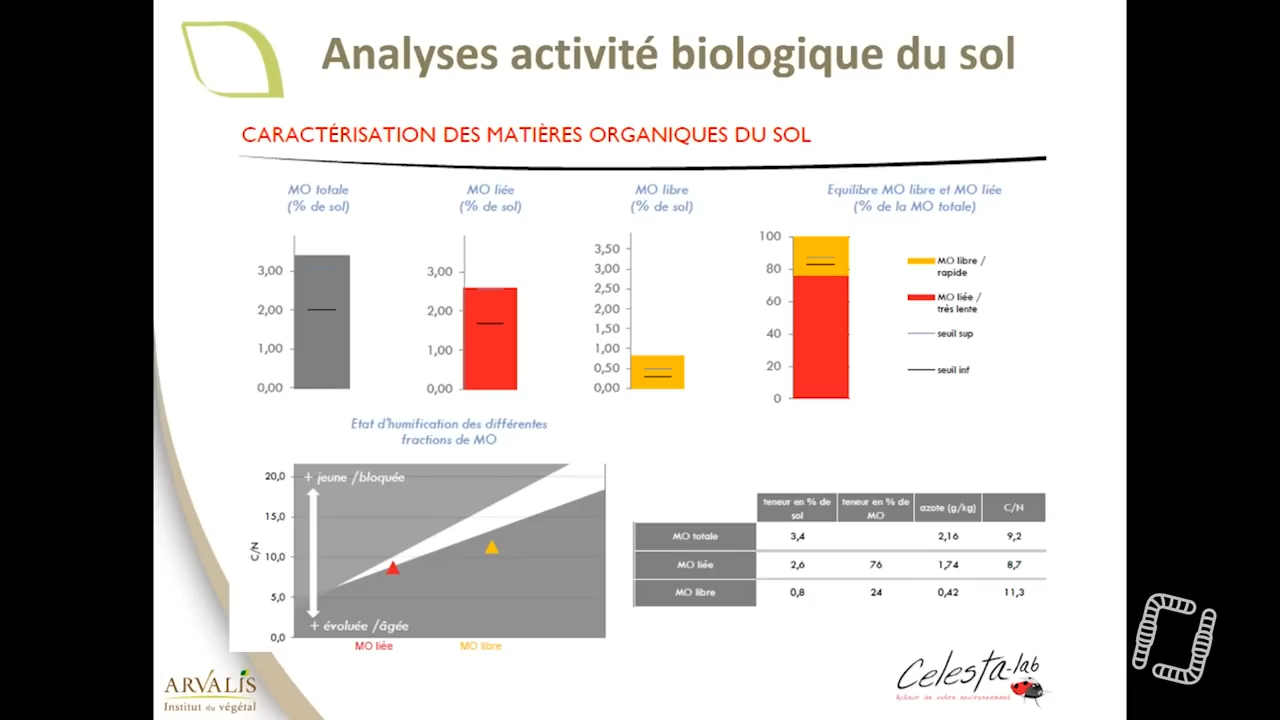 Analyses activité biologique du sol
CARACTÉRISATION DES MATIÈRES ORGANIQUES DU SOL
MO totale
(% de sol)
MO liée
(% de sol)
MO libre
(% de sol)
Equilibre MO libre et MO liée
(% de la MO totale)
3,00
2,00
1,00
0,00
3,00
2,00
1,00
0,00
3,50
3,00
2,50
2,00
1,50
1,00
0,50
0,00
100
80
60
40
20
0
MO libre /
rapide
MO liée /
très lente
seuil sup
seuil inf
Etat d'humification des différentes
fractions de MO
C/N
20,0
15,0
10,0
5,0
0,0
+ jeune /bloquée
+ évoluée /âgée
MO liée
MO libre
teneur en % de sol
teneur en % de MO
azote (g/kg)
C/N
MO totale 3,4 2,16 9,2
MO liée 2,6 76 1,74 8,7
MO libre 0,8 24 0,42 11,3
ARVALIS
Institut du végétal
Celesta-lab
acteur de votre environnement